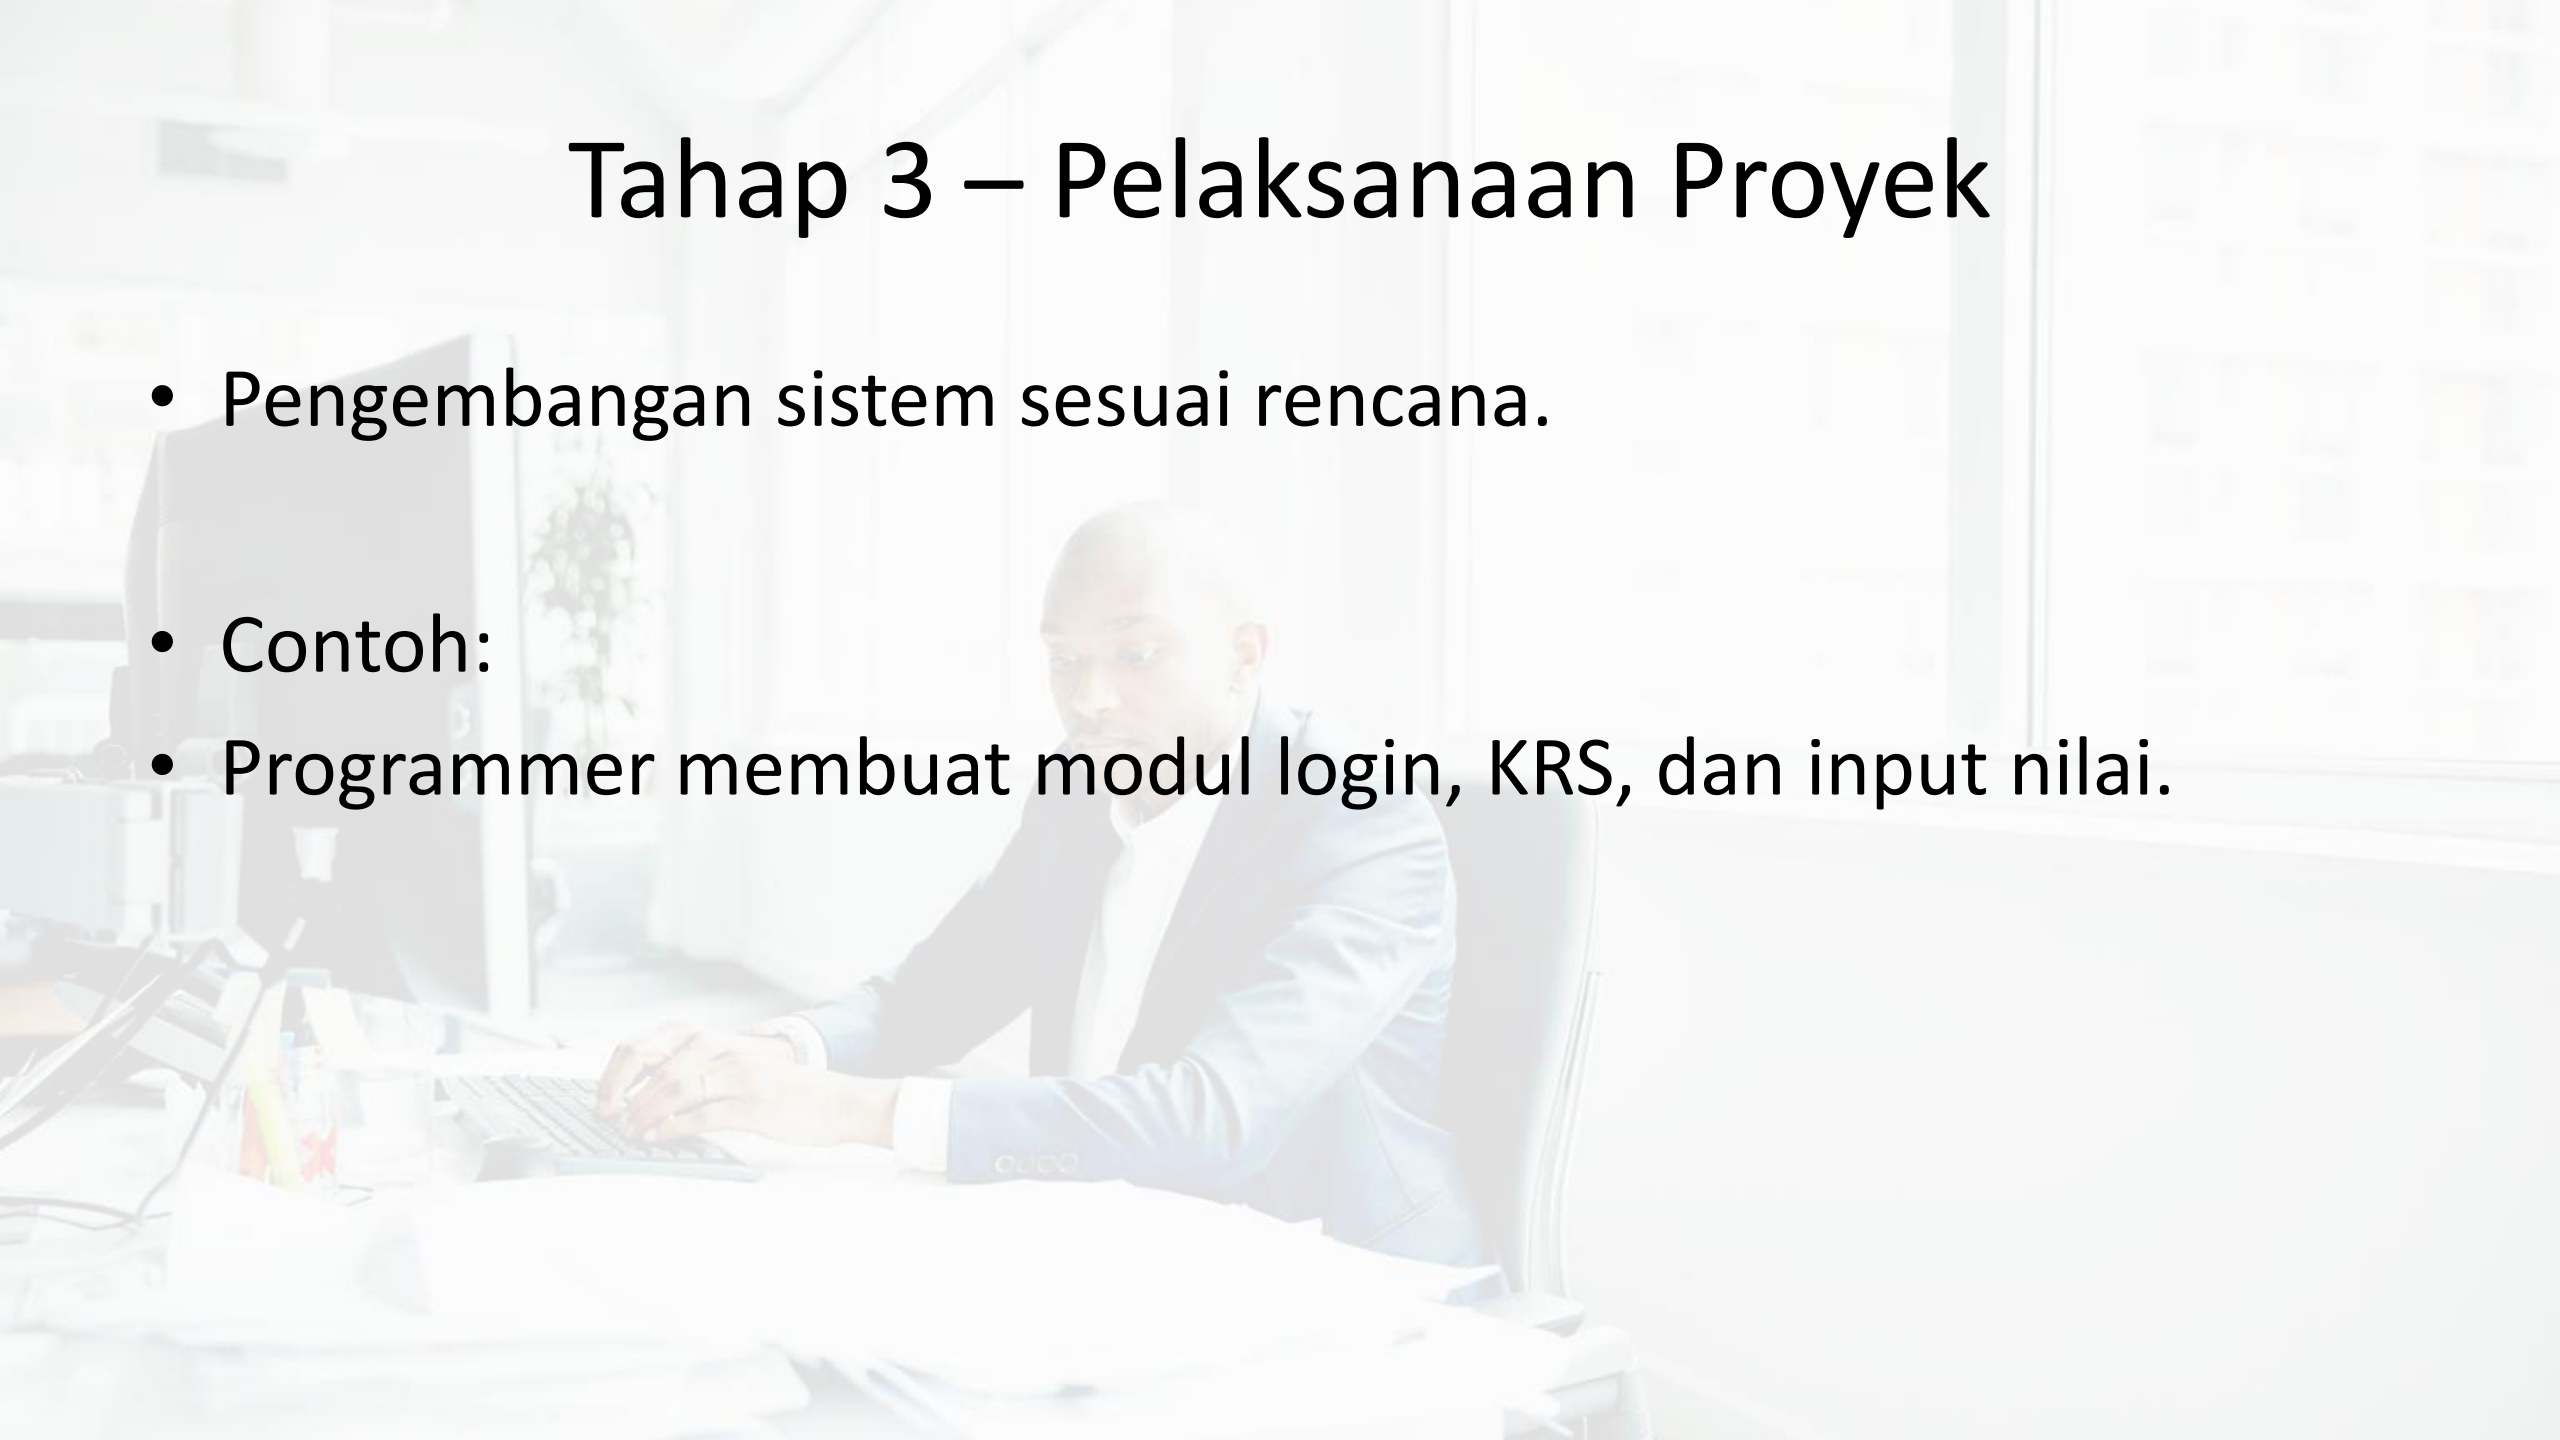 Tahap 3 – Pelaksanaan Proyek
• Pengembangan sistem sesuai rencana.
• Contoh:
• Programmer membuat modul login, KRS, dan input nilai.